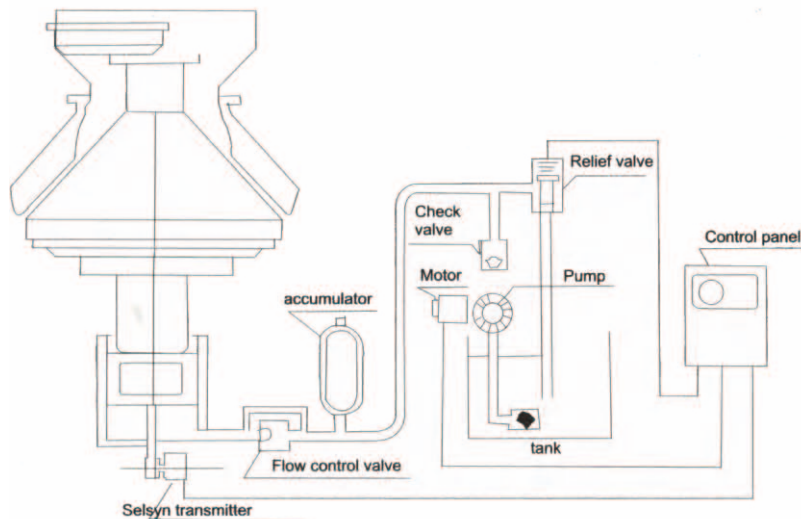 Relief valve
Check
valve
Control panel
Motor
Pump
accumulator
tank
Flow control valve
Selsyn transmitter